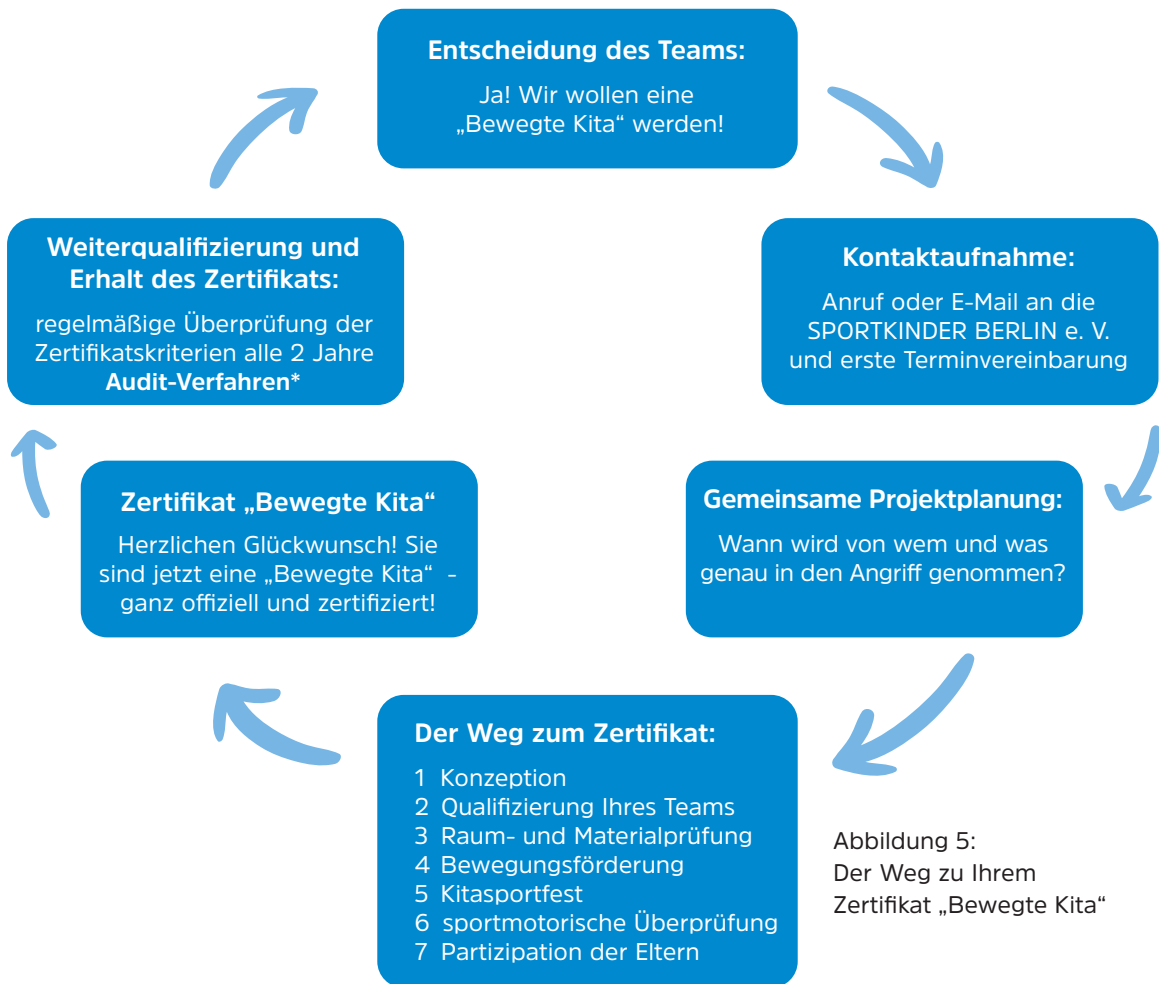 Entscheidung des Teams:
Ja! Wir wollen eine
„Bewegte Kita“ werden!
Kontaktaufnahme:
Anruf oder E-Mail an die
SPORTKINDER BERLIN e. V.
und erste Terminvereinbarung
Gemeinsame Projektplanung:
Wann wird von wem und was
genau in den Angriff genommen?
Der Weg zum Zertifikat:
1 Konzeption
2 Qualifizierung Ihres Teams
3 Raum- und Materialprüfung
4 Bewegungsförderung
5 Kitasportfest
6 sportmotorische Überprüfung
7 Partizipation der Eltern
Zertifikat „Bewegte Kita“
Herzlichen Glückwunsch! Sie
sind jetzt eine „Bewegte Kita“ -
ganz offiziell und zertifiziert!
Weiterqualifizierung und
Erhalt des Zertifikats:
regelmäßige Überprüfung der
Zertifikatskriterien alle 2 Jahre
Audit-Verfahren*
Abbildung 5:
Der Weg zu Ihrem
Zertifikat „Bewegte Kita“